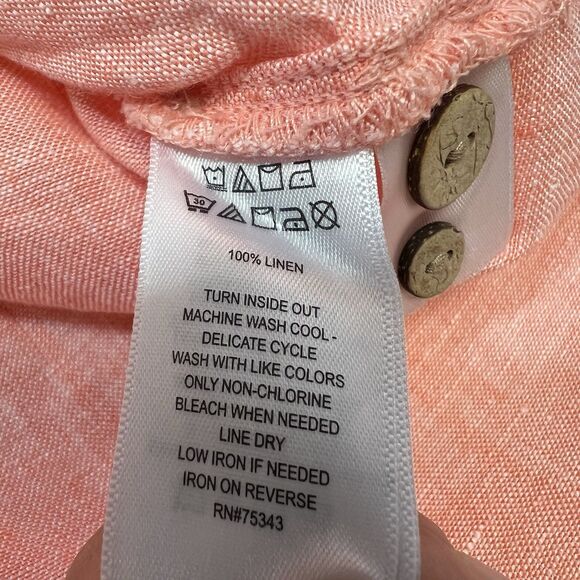 30
100% LINEN
TURN INSIDE OUT
MACHINE WASH COOL -
DELICATE CYCLE
WASH WITH LIKE COLORS
ONLY NON-CHLORINE
BLEACH WHEN NEEDED
LINE DRY
LOW IRON IF NEEDED
IRON ON REVERSE
RN#75343